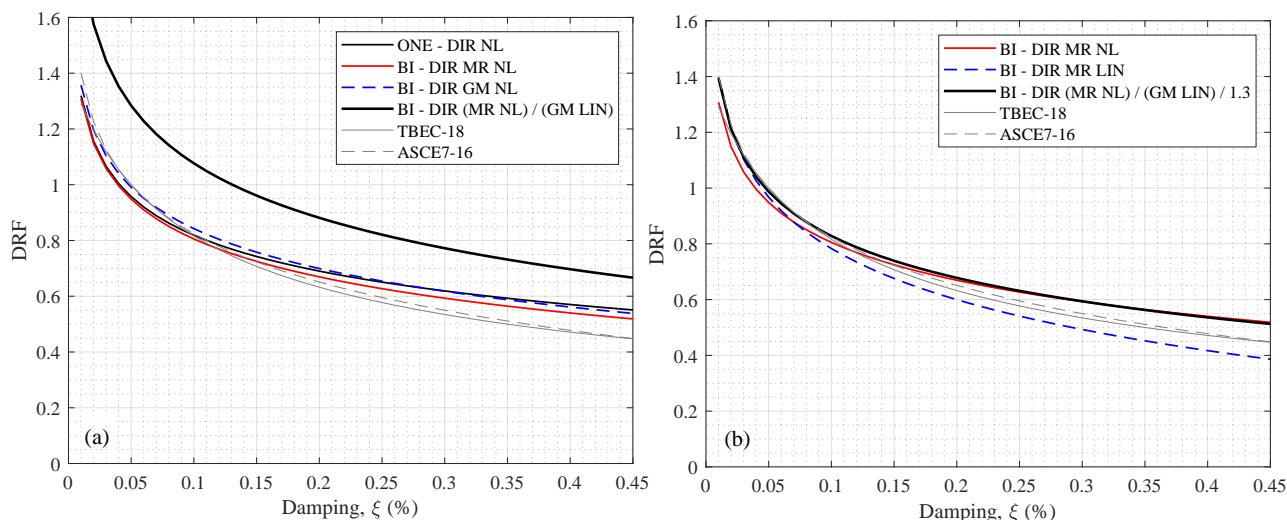 1.6
1.4
1.2
1
0.8
0.6
0.4
0.2
0
DRF
ONE - DIR NL
BI - DIR MR NL
BI - DIR GM NL
BI - DIR (MR NL) / (GM LIN)
TBEC-18
ASCE7-16
(a)
0 0.05 0.1 0.15 0.2 0.25 0.3 0.35 0.4 0.45
Damping, ξ (%)
1.6
1.4
1.2
1
0.8
0.6
0.4
0.2
0
DRF
BI - DIR MR NL
BI - DIR MR LIN
BI - DIR (MR NL) / (GM LIN) / 1.3
TBEC-18
ASCE7-16
(b)
0 0.05 0.1 0.15 0.2 0.25 0.3 0.35 0.4 0.45
Damping, ξ (%)